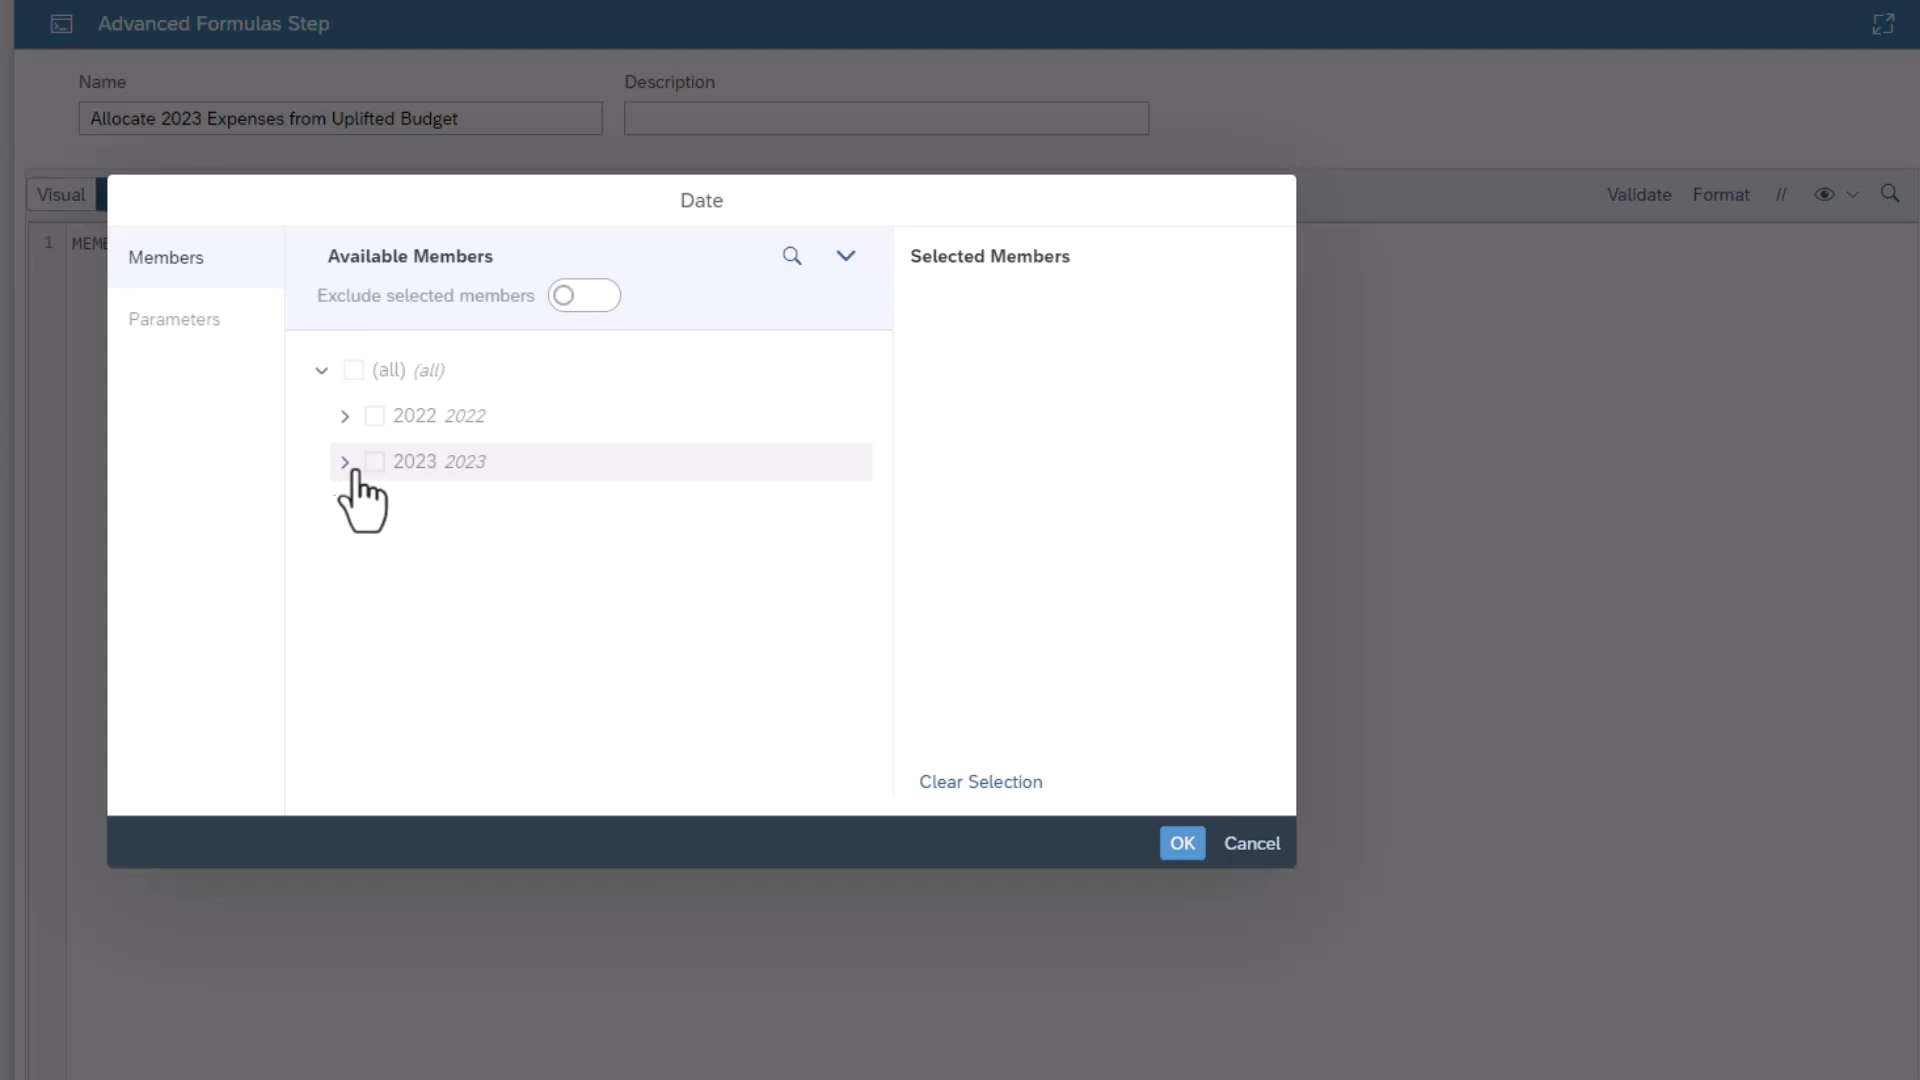 Advanced Formulas Step
Name
Description
Allocate 2023 Expenses from Uplifted Budget
Visual
Validate Format //
1 MEME
Date
Members
Parameters
Available Members
Exclude selected members
(all) (all)
2022 2022
2023 2023
Selected Members
Clear Selection
OK Cancel